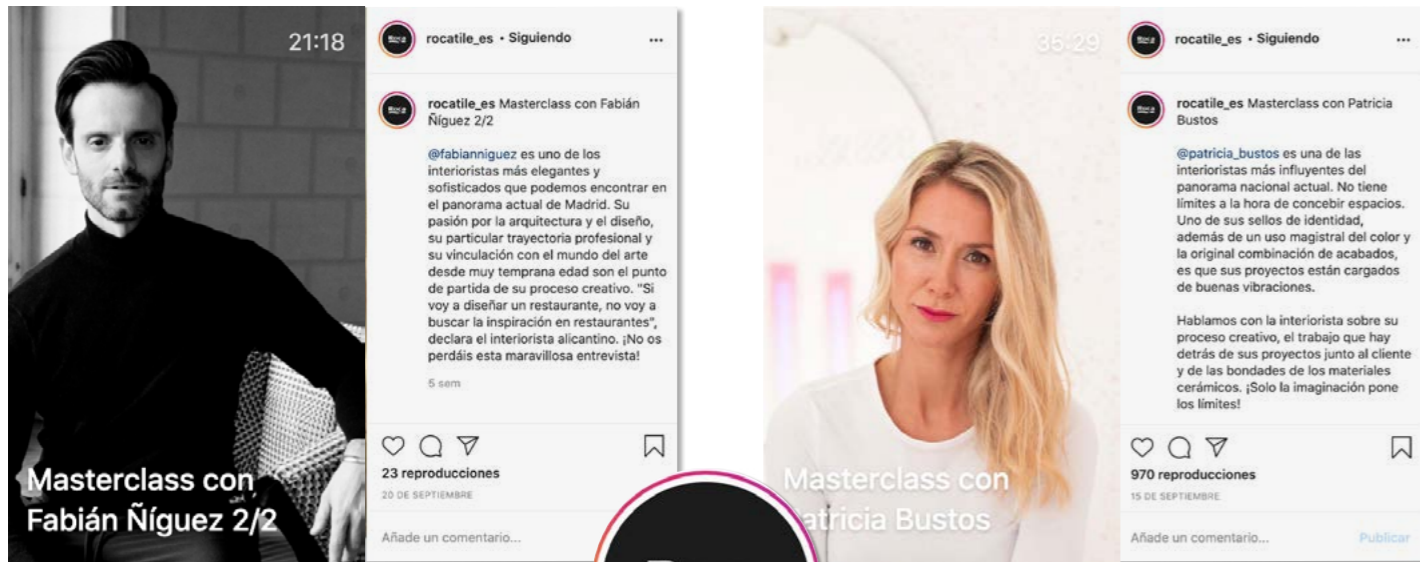 21:18
Masterclass con
Fabián Ñíguez 2/2
rocatile_es • Siguiendo
rocatile_es Masterclass con Fabián
Ñíguez 2/2
@fabianniguez es uno de los
interioristas más elegantes y
sofisticados que podemos encontrar en
el panorama actual de Madrid. Su
pasión por la arquitectura y el diseño,
su particular trayectoria profesional y
su vinculación con el mundo del arte
desde muy temprana edad son el punto
de partida de su proceso creativo. "Si
voy a diseñar un restaurante, no voy a
buscar la inspiración en restaurantes",
declara el interiorista alicantino. ¡No os
perdáis esta maravillosa entrevista!
5 sem
23 reproducciones
20 DE SEPTIEMBRE
Añade un comentario...
35:29
Masterclass con
Patricia Bustos
rocatile_es • Siguiendo
rocatile_es Masterclass con Patricia
Bustos
@patricia_bustos es una de las
interioristas más influyentes del
panorama nacional actual. No tiene
límites a la hora de concebir espacios.
Uno de sus sellos de identidad,
además de un uso magistral del color y
la original combinación de acabados,
es que sus proyectos están cargados
de buenas vibraciones.
Hablamos con la interiorista sobre su
proceso creativo, el trabajo que hay
detrás de sus proyectos junto al cliente
y de las bondades de los materiales
cerámicos. ¡Solo la imaginación pone
los límites!
970 reproducciones
15 DE SEPTIEMBRE
Añade un comentario...
Publicar